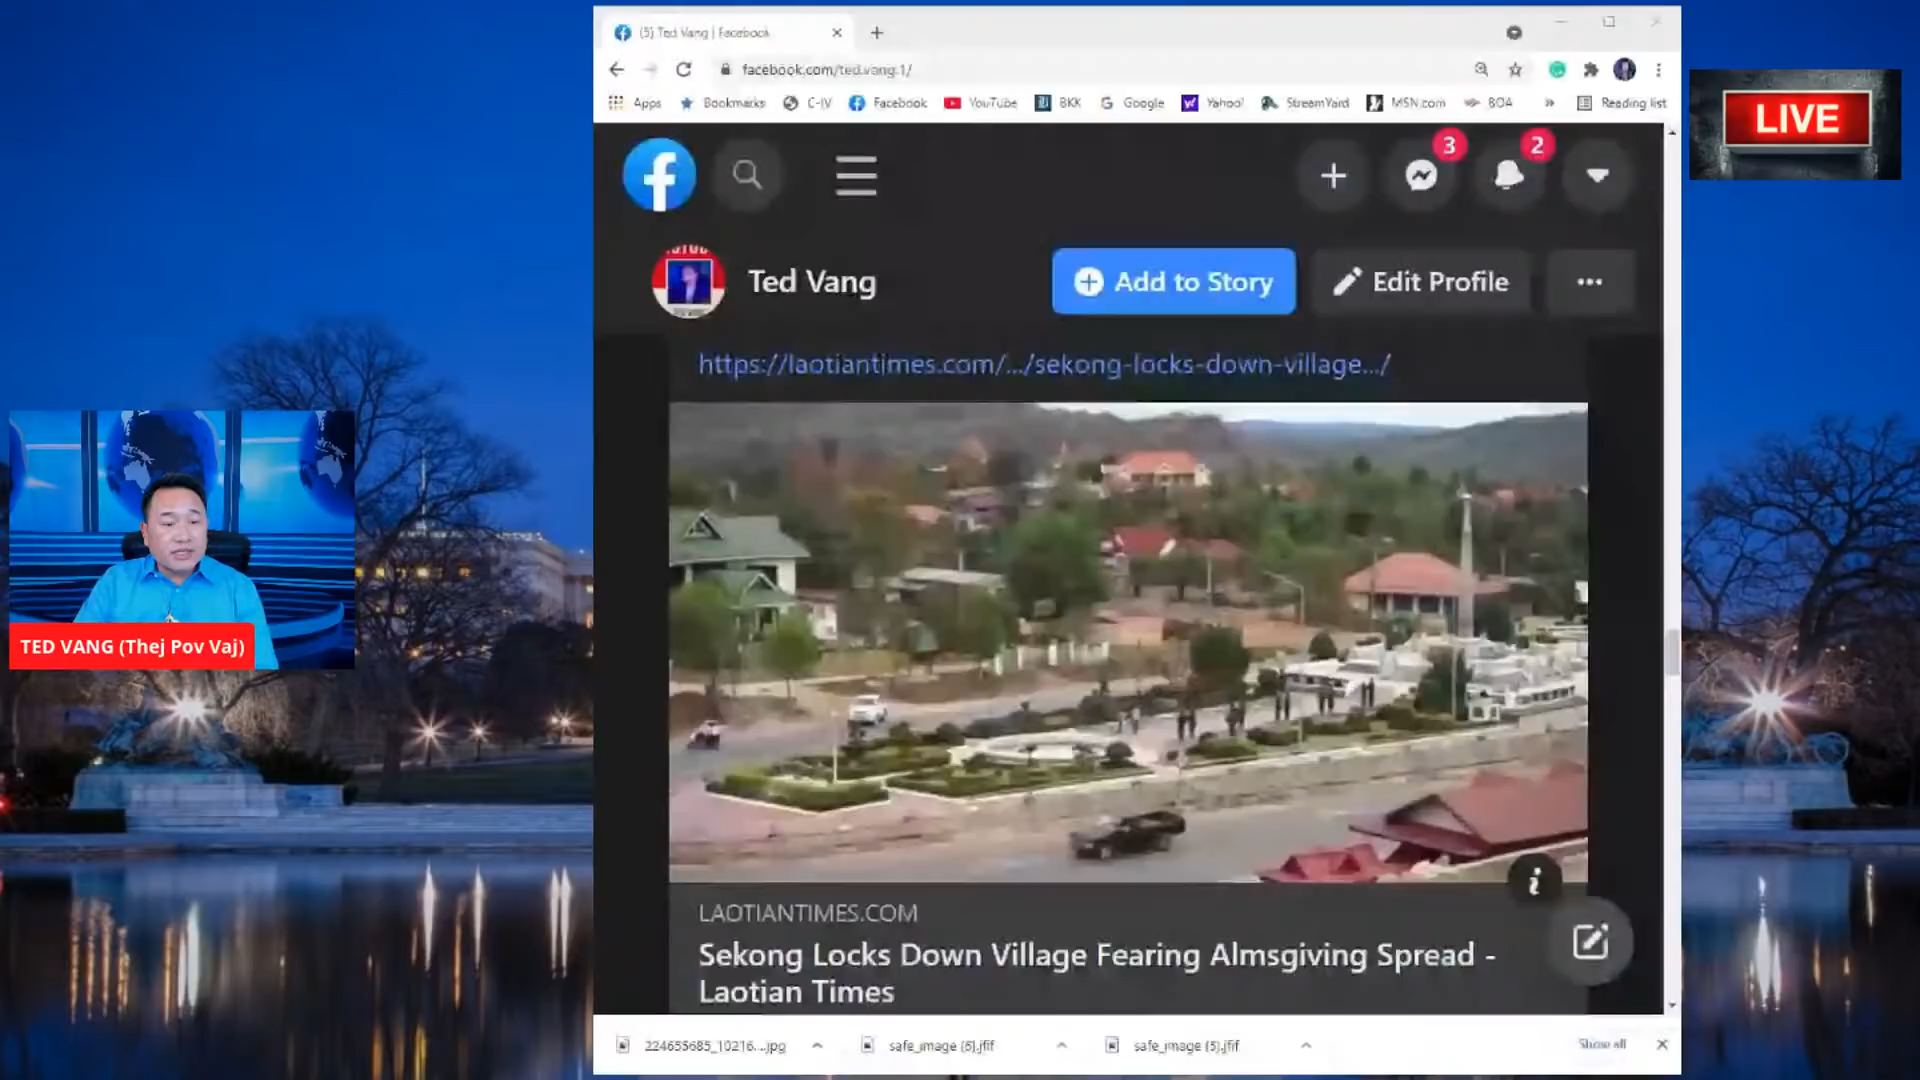 (5) Ted Vang | Facebook
facebook.com/ted.vang.1/
Apps Bookmarks C-IV Facebook YouTube BKK Google Yahoo! StreamYard MSN.com BOA » Reading list
LIVE
3
2
Ted Vang
Add to Story
Edit Profile
https://laotiantimes.com/.../sekong-locks-down-village.../
TED VANG (Thej Pov Vaj)
LAOTIANTIMES.COM
Sekong Locks Down Village Fearing Almsgiving Spread -
Laotian Times
224655685_10216....jpg
safe_image (6).jfif
safe_image (5).jfif
Show all